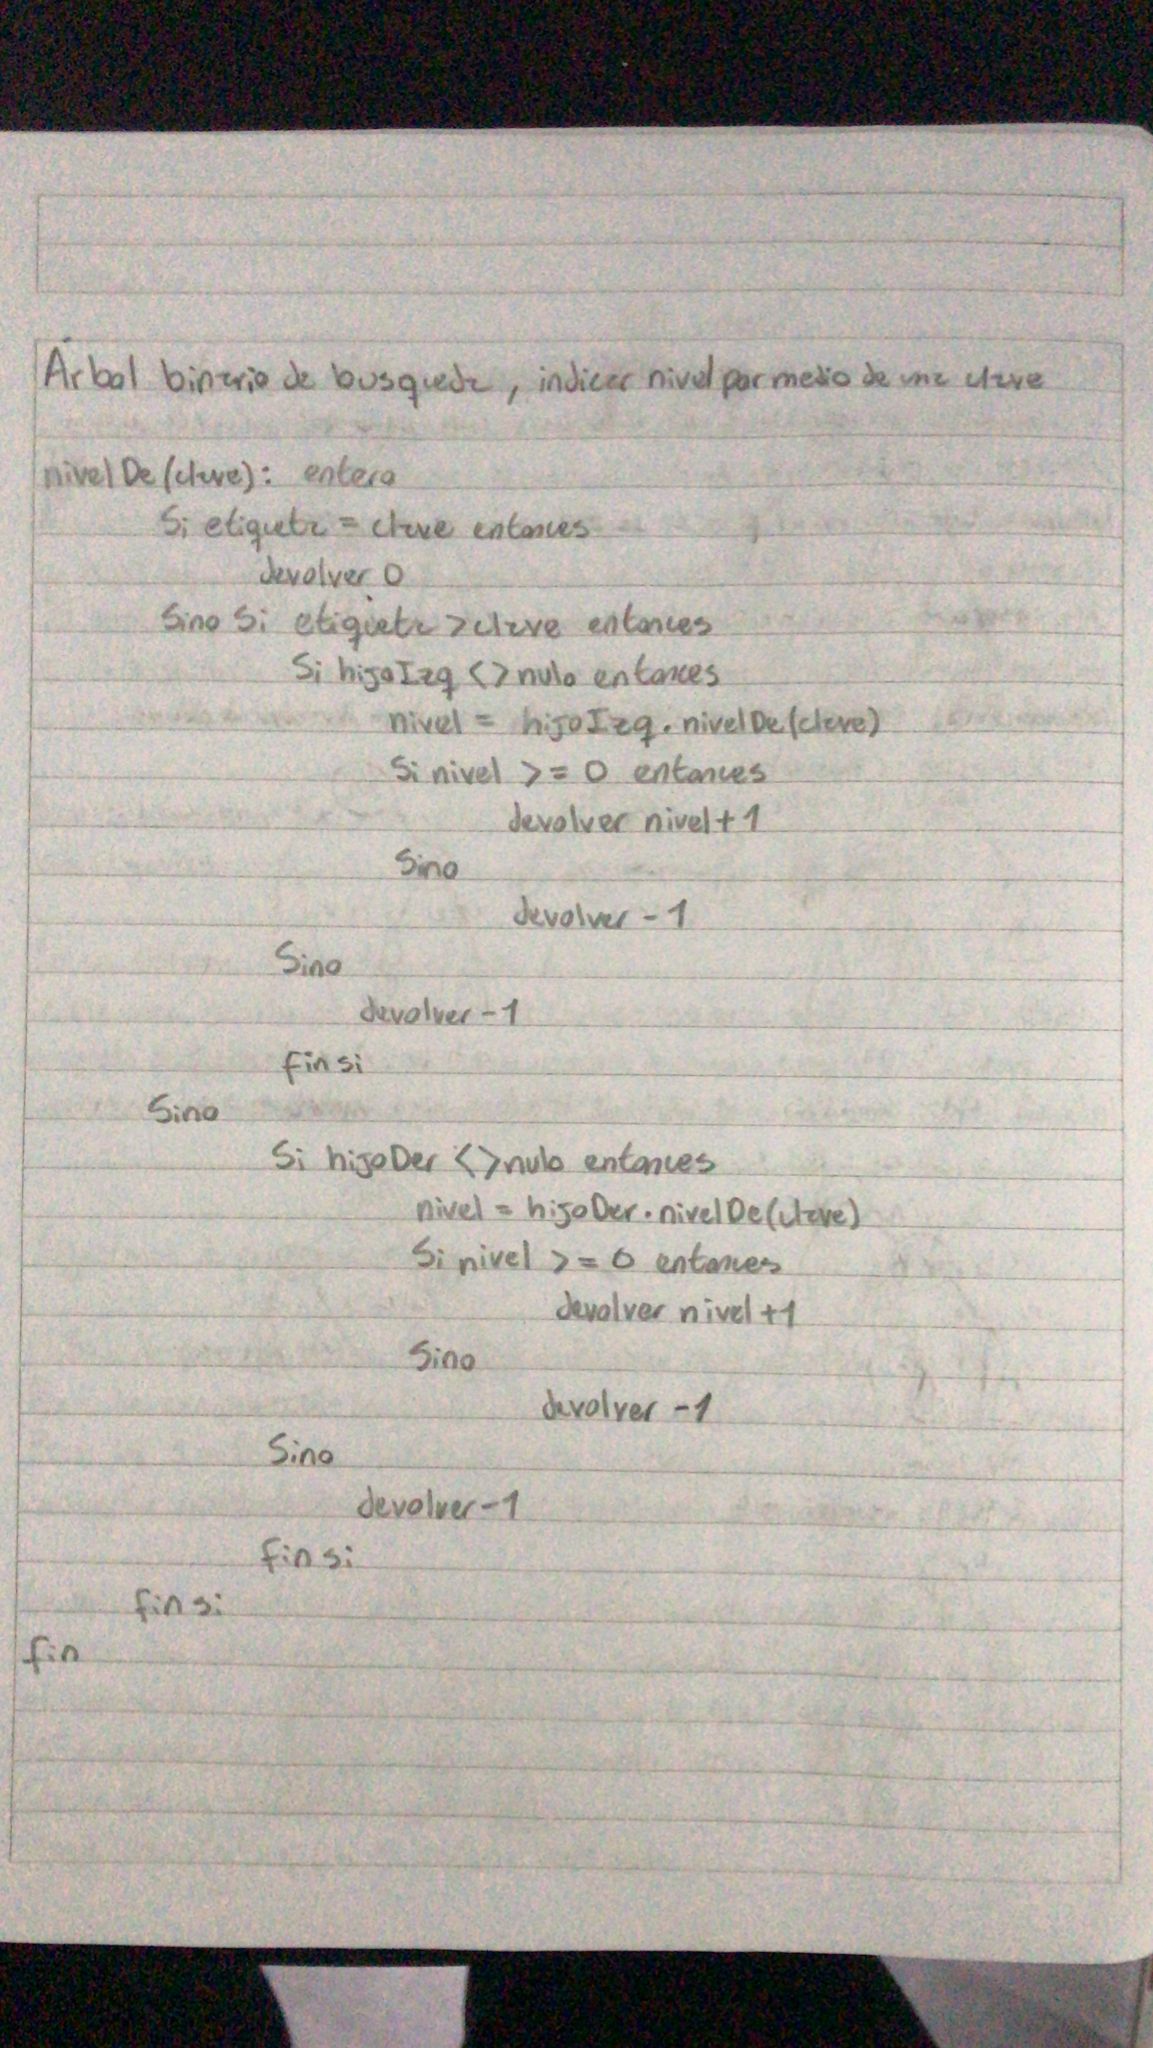 Árbol binario de busqueda, indicar nivel por medio de una clave
nivelDe(clave): entero
Si etiqueta = clave entonces
devolver 0
Sino Si etiqueta > clave entonces
Si hijoIzq <> nulo entonces
nivel = hijoIzq.nivelDe(clave)
Si nivel >= 0 entonces
devolver nivel+1
Sino
devolver -1
Sino
devolver -1
fin si
Sino
Si hijoDer <> nulo entonces
nivel = hijoDer.nivelDe(clave)
Si nivel >= 0 entonces
devolver nivel +1
Sino
devolver -1
Sino
devolver -1
fin si
fin si
fin